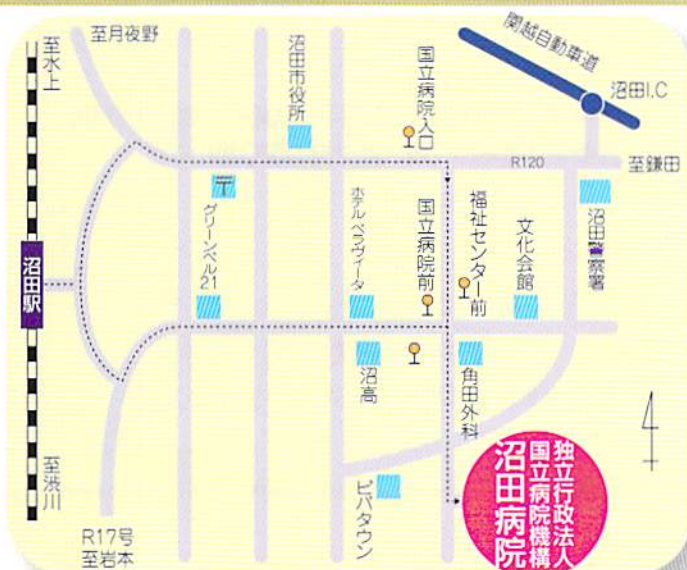 至水上
至月夜野
沼田市役所
国立病院入口
関越自動車道
沼田I.C
R120
至鎌田
〒
グリーンベル21
ホテルベラヴィータ
国立病院前
福祉センター前
文化会館
沼田警察署
沼田駅
沼高
角田外科
至渋川
ビバタウン
独立行政法人
国立病院機構
沼田病院
R17号
至岩本